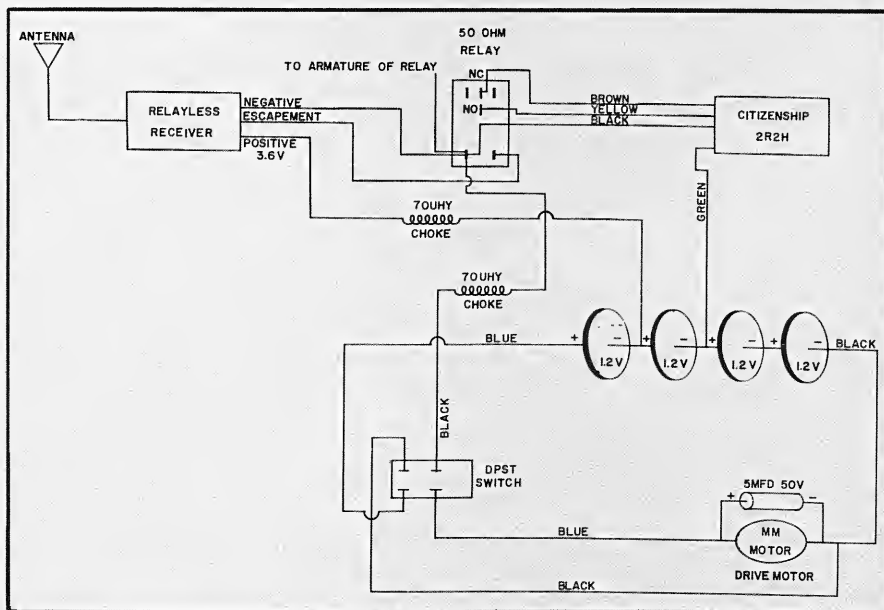 ANTENNA
50 OHM
RELAY
TO ARMATURE OF RELAY
NC
NO
RELAYLESS
RECEIVER
NEGATIVE
ESCAPEMENT
POSITIVE
3.6V
BROWN
YELLOW
BLACK
CITIZENSHIP
2R2H
GREEN
70UHY
CHOKE
70UHY
CHOKE
BLUE
+ - 1.2V
+ - 1.2V
+ - 1.2V
+ - 1.2V
BLACK
BLACK
DPST
SWITCH
5MFD 50V
+ -
BLUE
MM
MOTOR
DRIVE MOTOR
BLACK